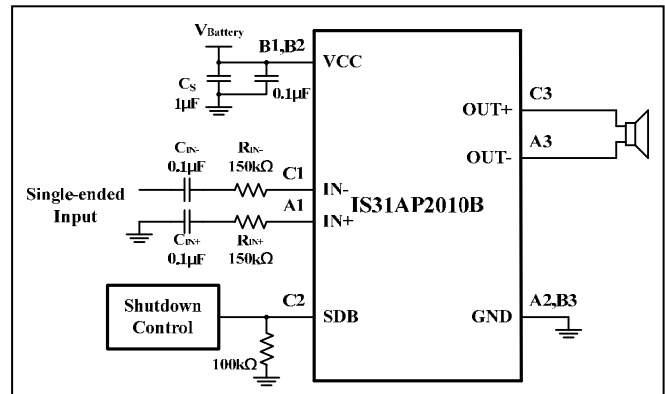 VBattery
B1,B2
VCC
CS
1μF
0.1μF
C3
OUT+
A3
OUT-
CIN-
0.1μF
RIN-
150kΩ
C1
IN-
Single-ended
Input
A1
IN+
IS31AP2010B
CIN+
0.1μF
RIN+
150kΩ
Shutdown
Control
C2
SDB
A2,B3
GND
100kΩ